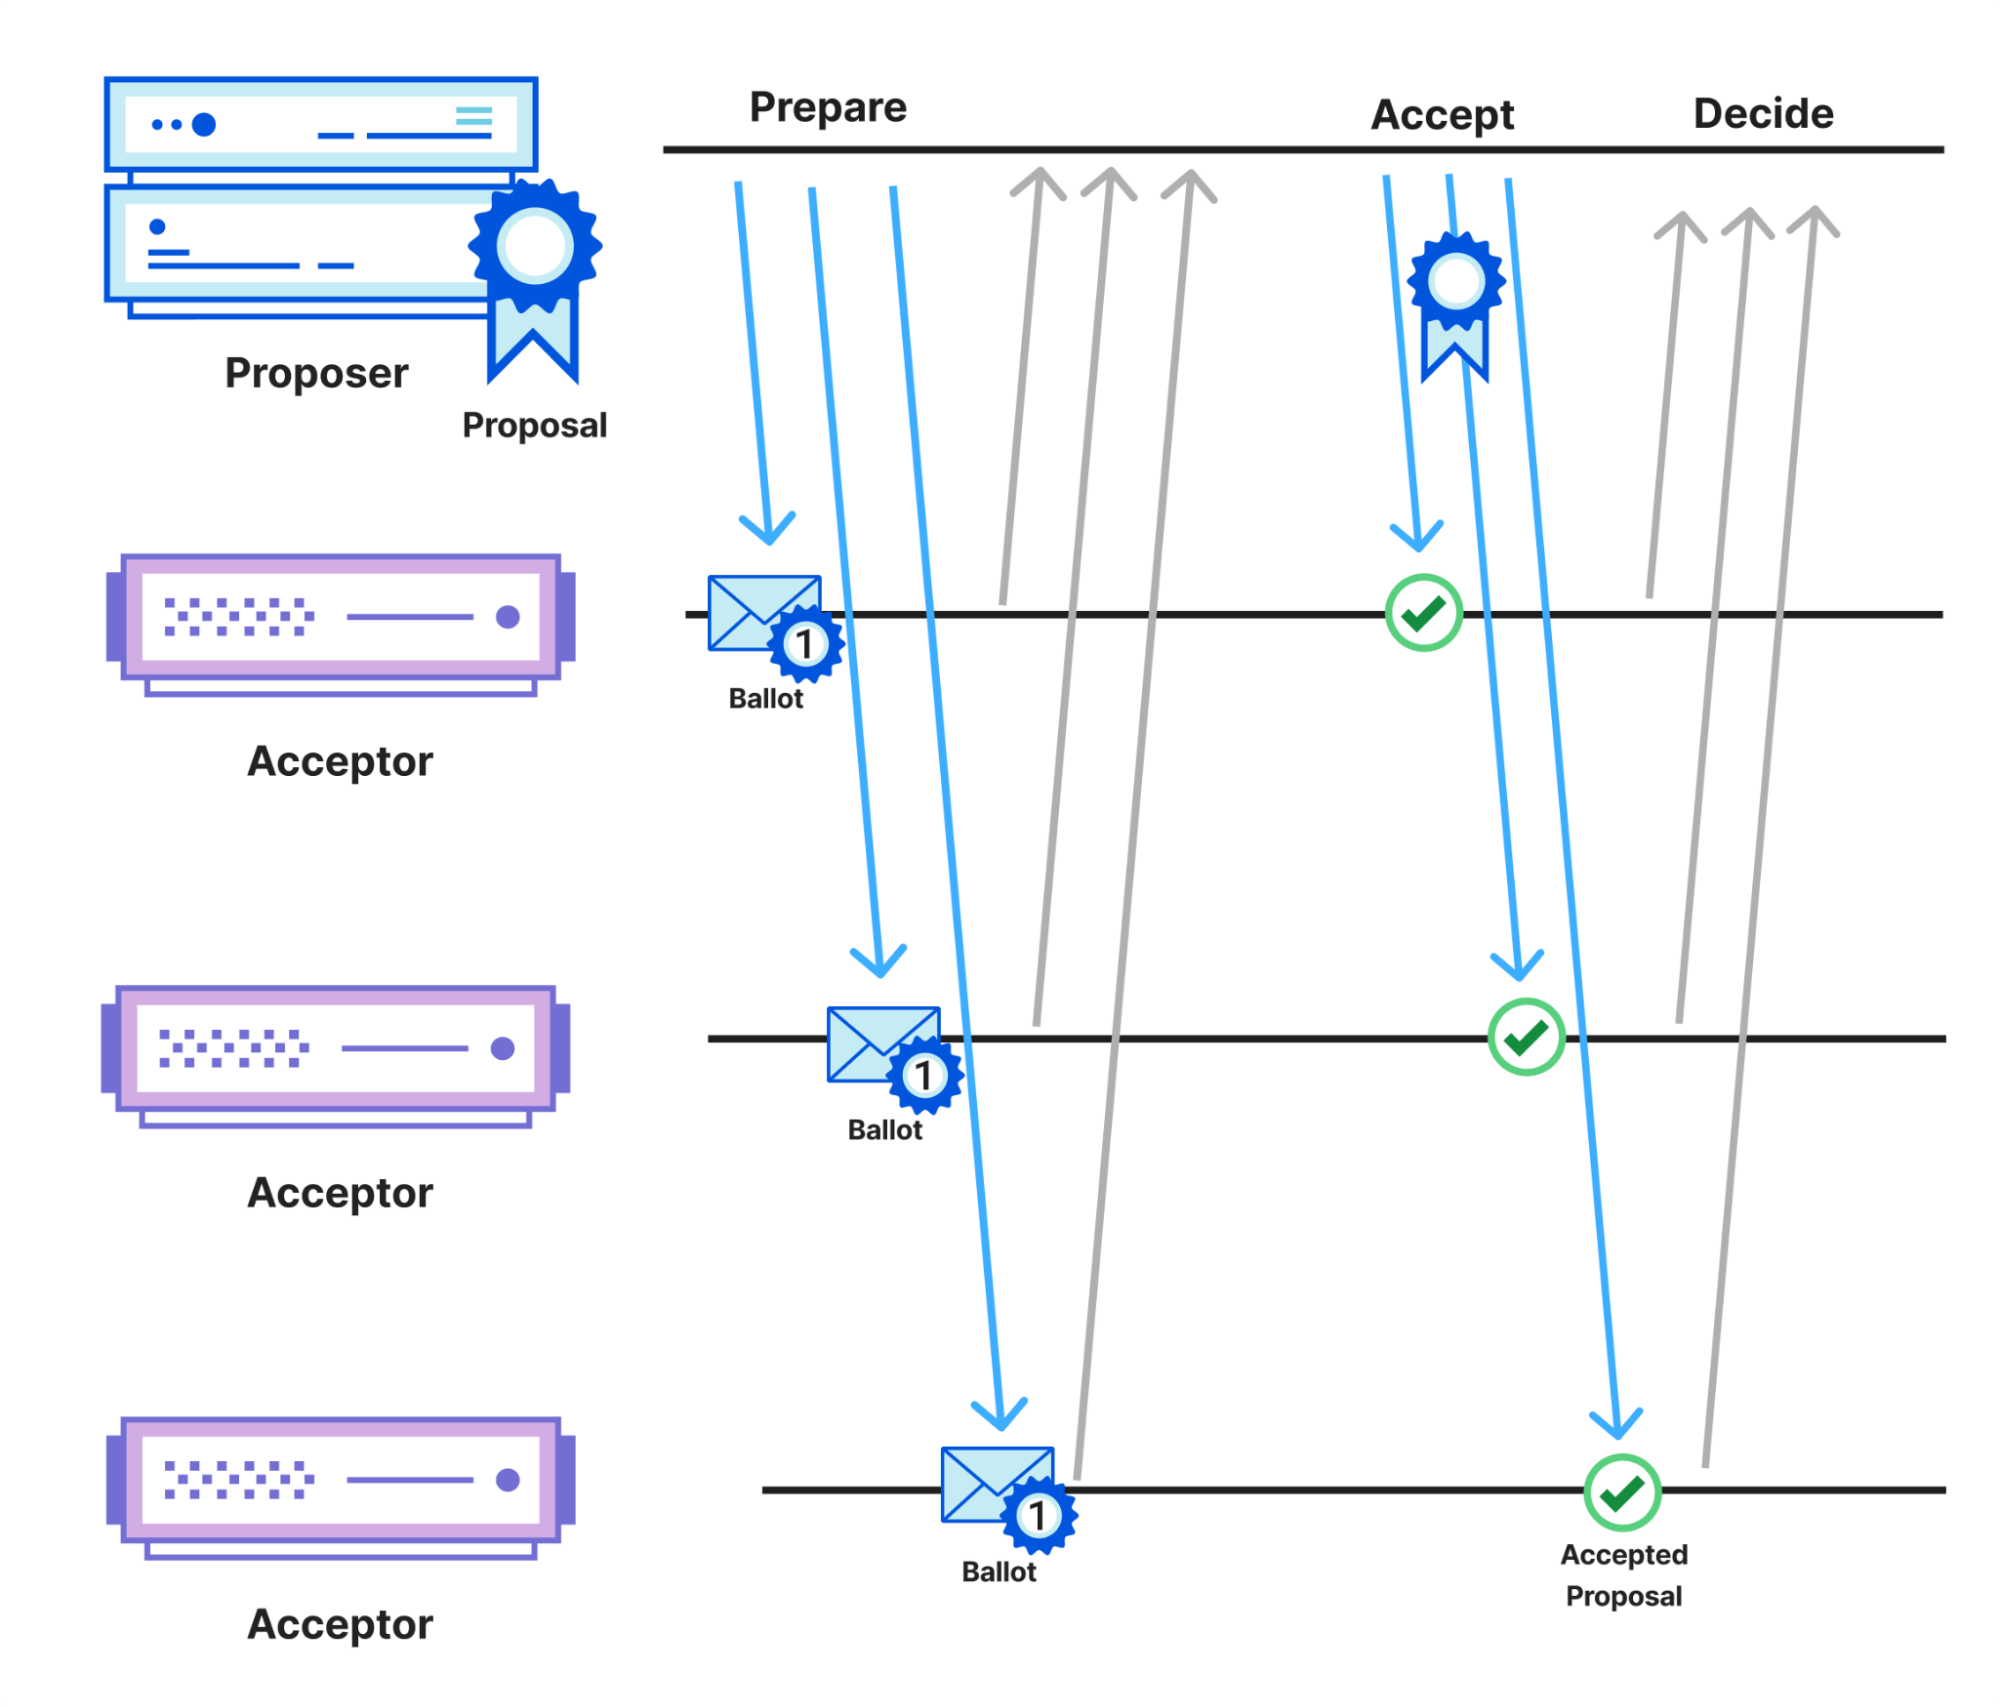 Prepare
Accept
Decide
Proposer
Proposal
1
Ballot
Acceptor
1
Ballot
Acceptor
1
Ballot
Accepted
Proposal
Acceptor